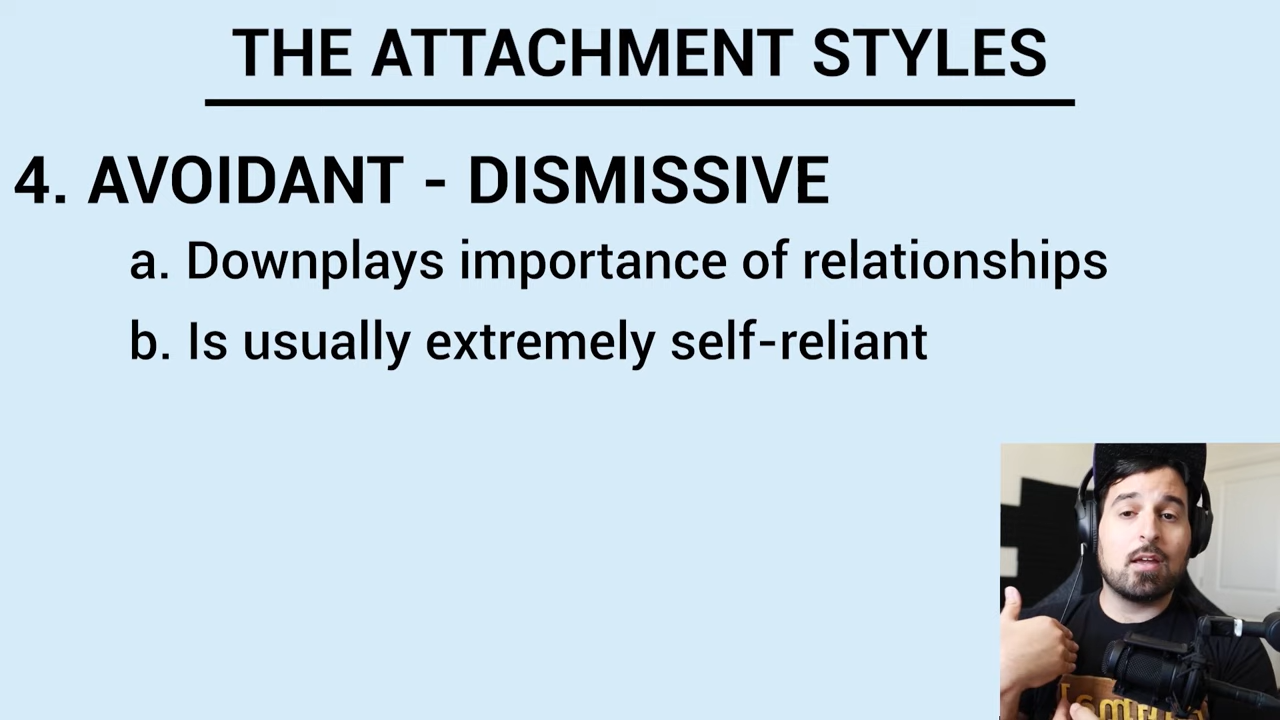 THE ATTACHMENT STYLES
4. AVOIDANT - DISMISSIVE
a. Downplays importance of relationships
b. Is usually extremely self-reliant